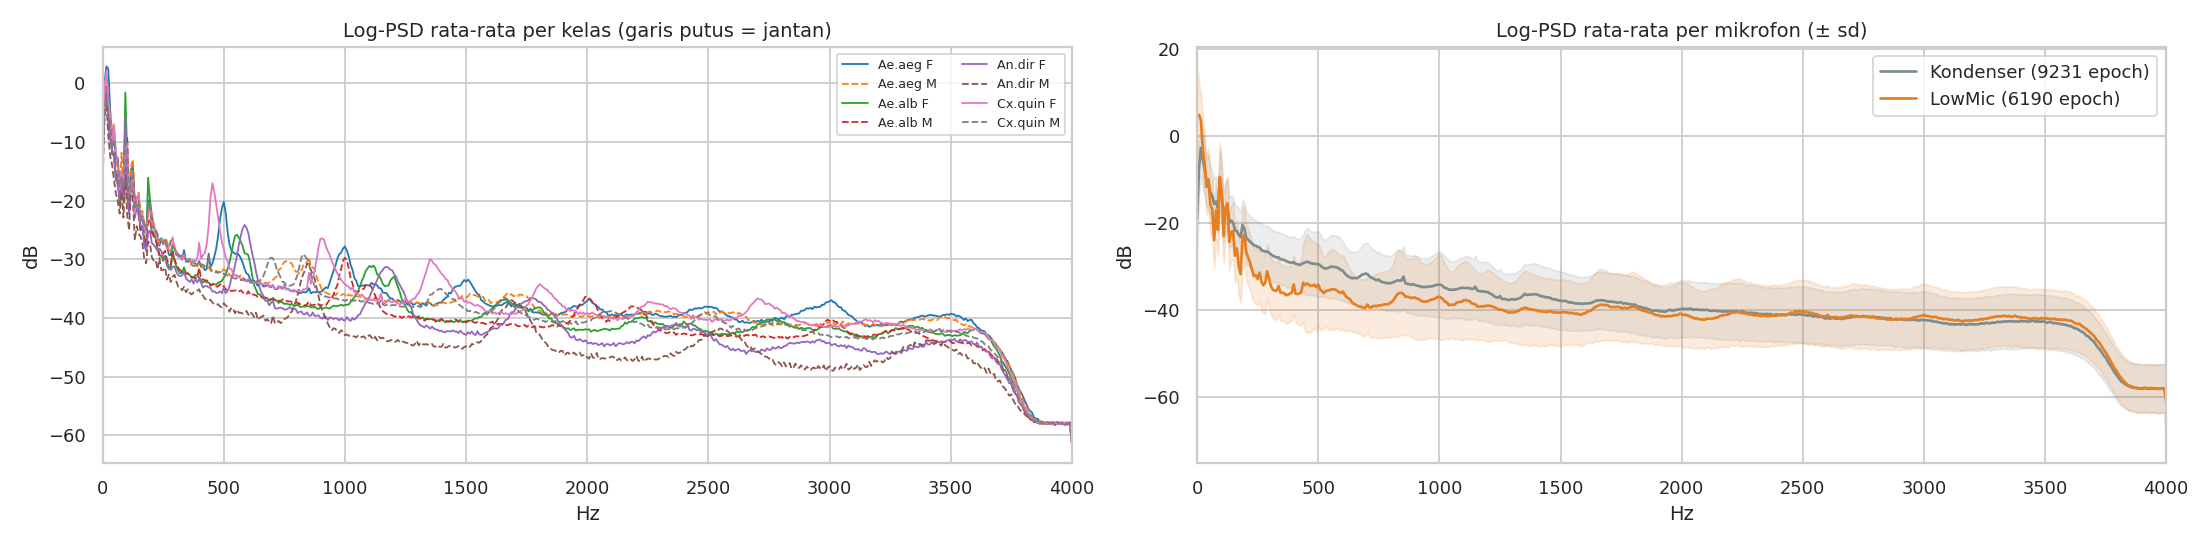 Log-PSD rata-rata per kelas (garis putus = jantan)
0
−10
−20
−30
−40
−50
−60
dB
Ae.aeg F
Ae.aeg M
Ae.alb F
Ae.alb M
An.dir F
An.dir M
Cx.quin F
Cx.quin M
0 500 1000 1500 2000 2500 3000 3500 4000
Hz
Log-PSD rata-rata per mikrofon (± sd)
20
0
−20
−40
−60
dB
Kondenser (9231 epoch)
LowMic (6190 epoch)
0 500 1000 1500 2000 2500 3000 3500 4000
Hz